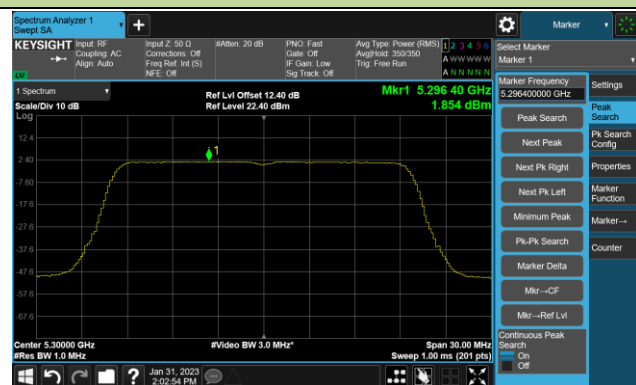 Spectrum Analyzer 1
Swept SA
+
Marker
KEYSIGHT
Input: RF
Coupling: AC
Align: Auto
Input Z: 50 Ω
Corrections: Off
Freq Ref: Int (S)
NFE: Off
#Atten: 20 dB
PNO: Fast
Gate: Off
IF Gain: Low
Sig Track: Off
Avg Type: Power (RMS)
Avg|Hold: 350/350
Trig: Free Run
1 2 3 4 5 6
A W W W W W
A N N N N N
LW
Select Marker
Marker 1
1 Spectrum
Scale/Div 10 dB
Log
Ref Lvl Offset 12.40 dB
Ref Level 22.40 dBm
Mkr1 5.296 40 GHz
1.854 dBm
12.4
2.40
-7.60
-17.6
-27.6
-37.6
-47.6
-57.6
-67.6
1
Center 5.30000 GHz
#Res BW 1.0 MHz
#Video BW 3.0 MHz*
Span 30.00 MHz
Sweep 1.00 ms (201 pts)
Marker Frequency
5.296400000 GHz
Peak Search
Next Peak
Next Pk Right
Next Pk Left
Minimum Peak
Pk-Pk Search
Marker Delta
Mkr→CF
Mkr→Ref Lvl
Continuous Peak
Search
On
Off
Settings
Peak
Search
Pk Search
Config
Properties
Marker
Function
Marker→
Counter
?
Jan 31, 2023
2:02:54 PM